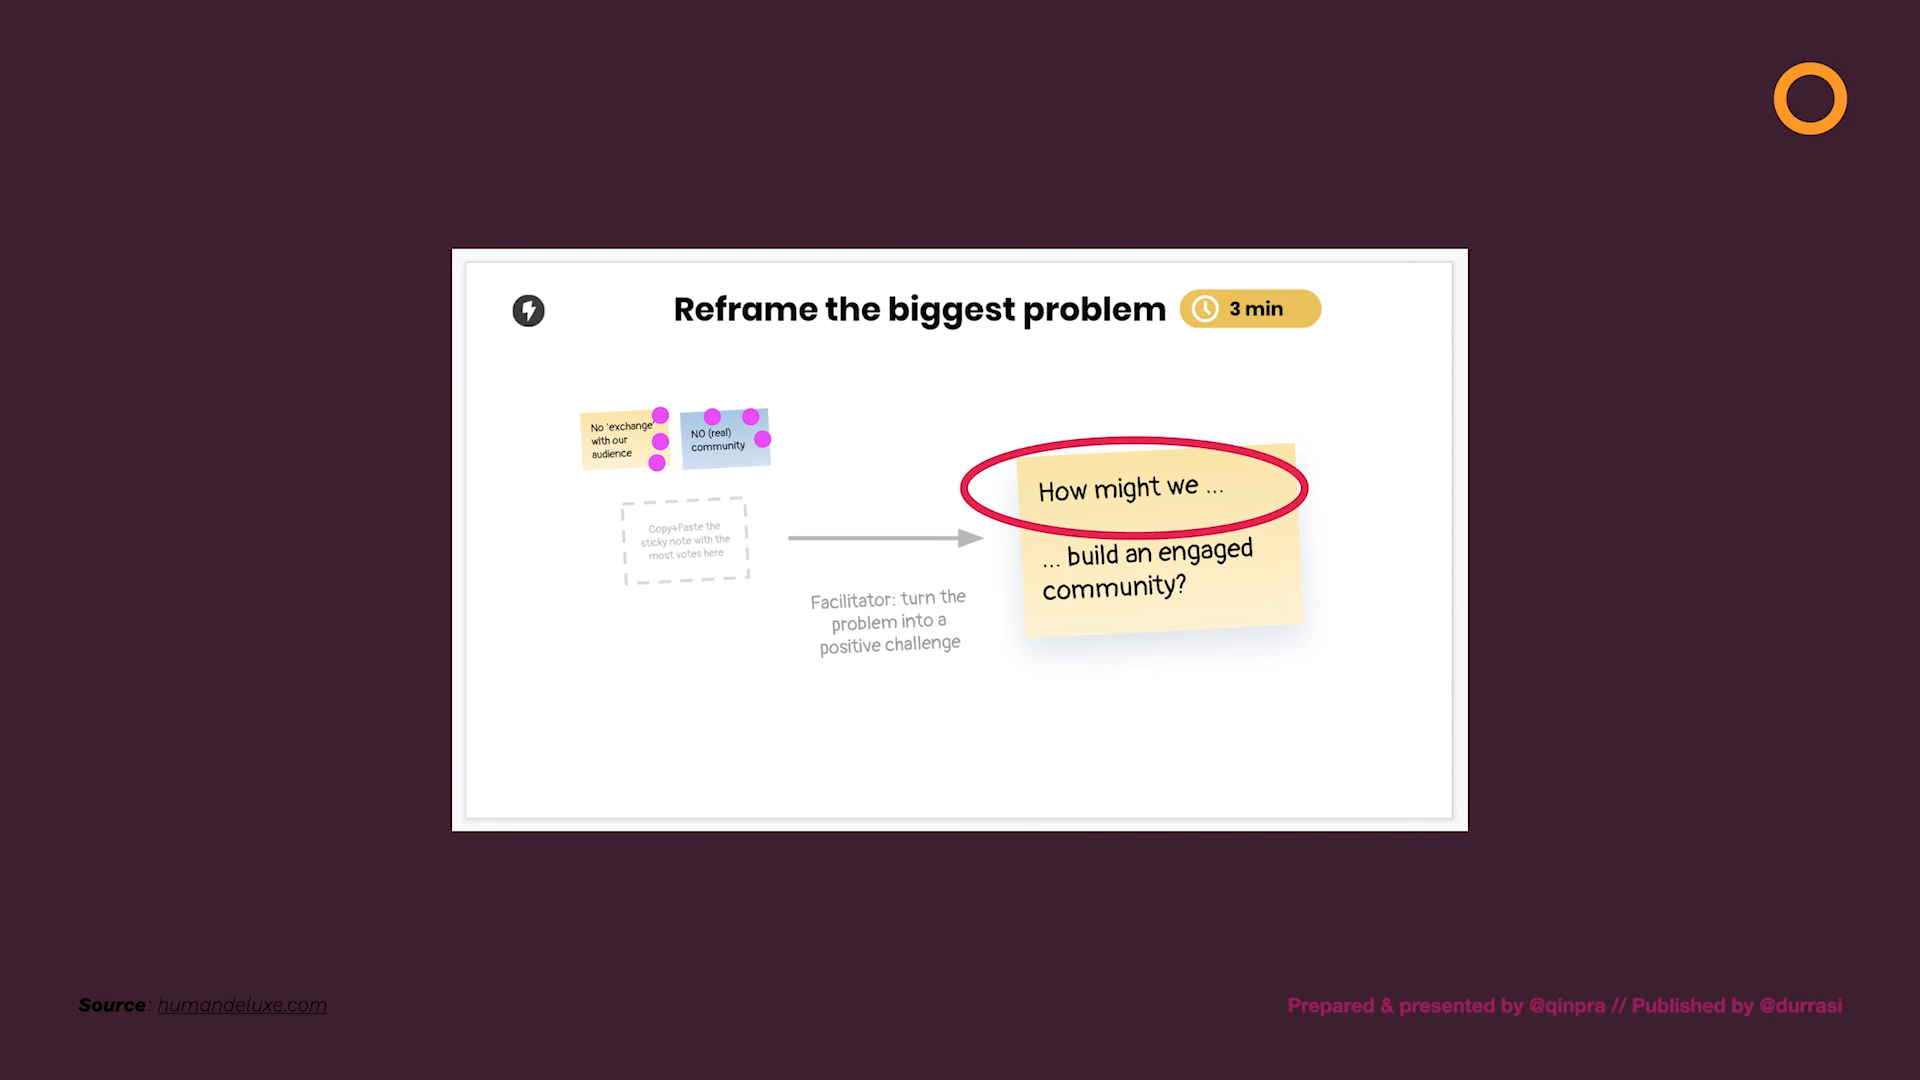 Reframe the biggest problem
3 min
No 'exchange'
with our
audience
NO (real)
community
Copy+Paste the
sticky note with the
most votes here
Facilitator: turn the
problem into a
positive challenge
How might we ...
... build an engaged
community?
Source: humandeluxe.com
Prepared & presented by @qinpra // Published by @durrasi